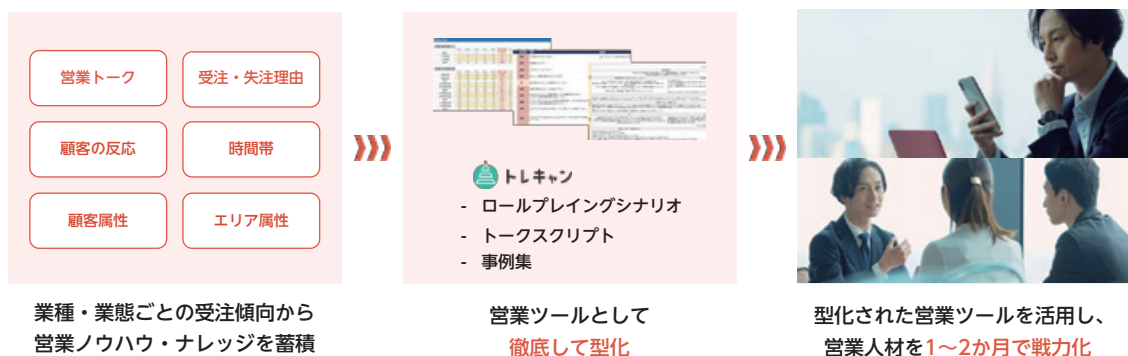 営業トーク
受注・失注理由
顧客の反応
時間帯
顧客属性
エリア属性
業種・業態ごとの受注傾向から
営業ノウハウ・ナレッジを蓄積
トレキャン
- ロールプレイングシナリオ
- トークスクリプト
- 事例集
営業ツールとして
徹底して型化
型化された営業ツールを活用し、
営業人材を1〜2か月で戦力化